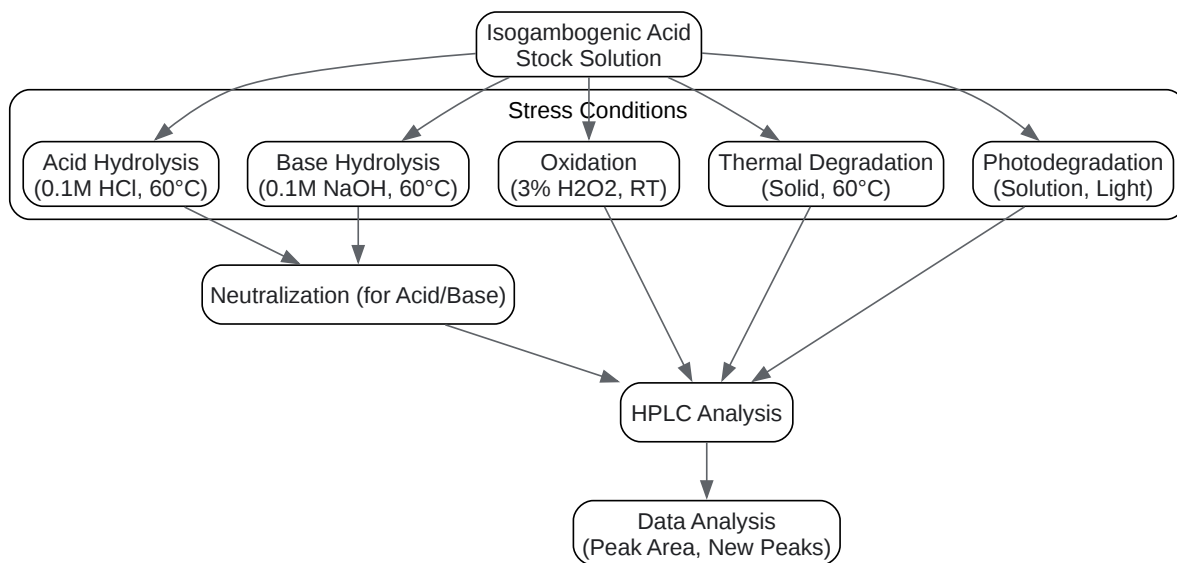 Isogambogenic Acid
Stock Solution
Stress Conditions
Acid Hydrolysis
(0.1M HCl, 60°C)
Base Hydrolysis
(0.1M NaOH, 60°C)
Oxidation
(3% H2O2, RT)
Thermal Degradation
(Solid, 60°C)
Photodegradation
(Solution, Light)
Neutralization (for Acid/Base)
HPLC Analysis
Data Analysis
(Peak Area, New Peaks)